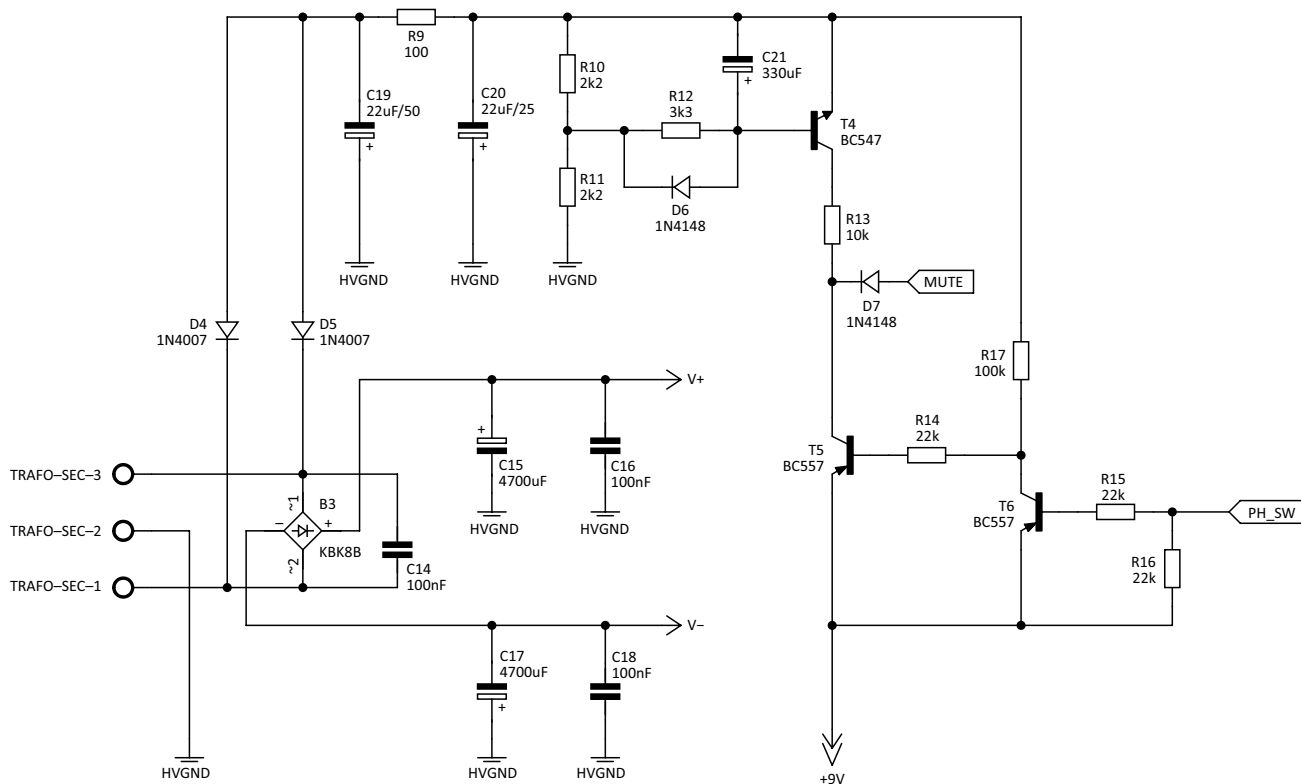 R9
100
C19
22uF/50
C20
22uF/25
R10
2k2
R12
3k3
C21
330uF
T4
BC547
R11
2k2
D6
1N4148
R13
10k
HVGND
HVGND
HVGND
MUTE
D7
1N4148
D4
1N4007
D5
1N4007
R17
100k
V+
R14
22k
T5
BC557
C15
4700uF
C16
100nF
TRAFO-SEC-3
~1
B3
KBK8B
~2
R15
22k
T6
BC557
PH_SW
TRAFO-SEC-2
HVGND
HVGND
R16
22k
C14
100nF
TRAFO-SEC-1
V-
C17
4700uF
C18
100nF
HVGND
HVGND
HVGND
+9V